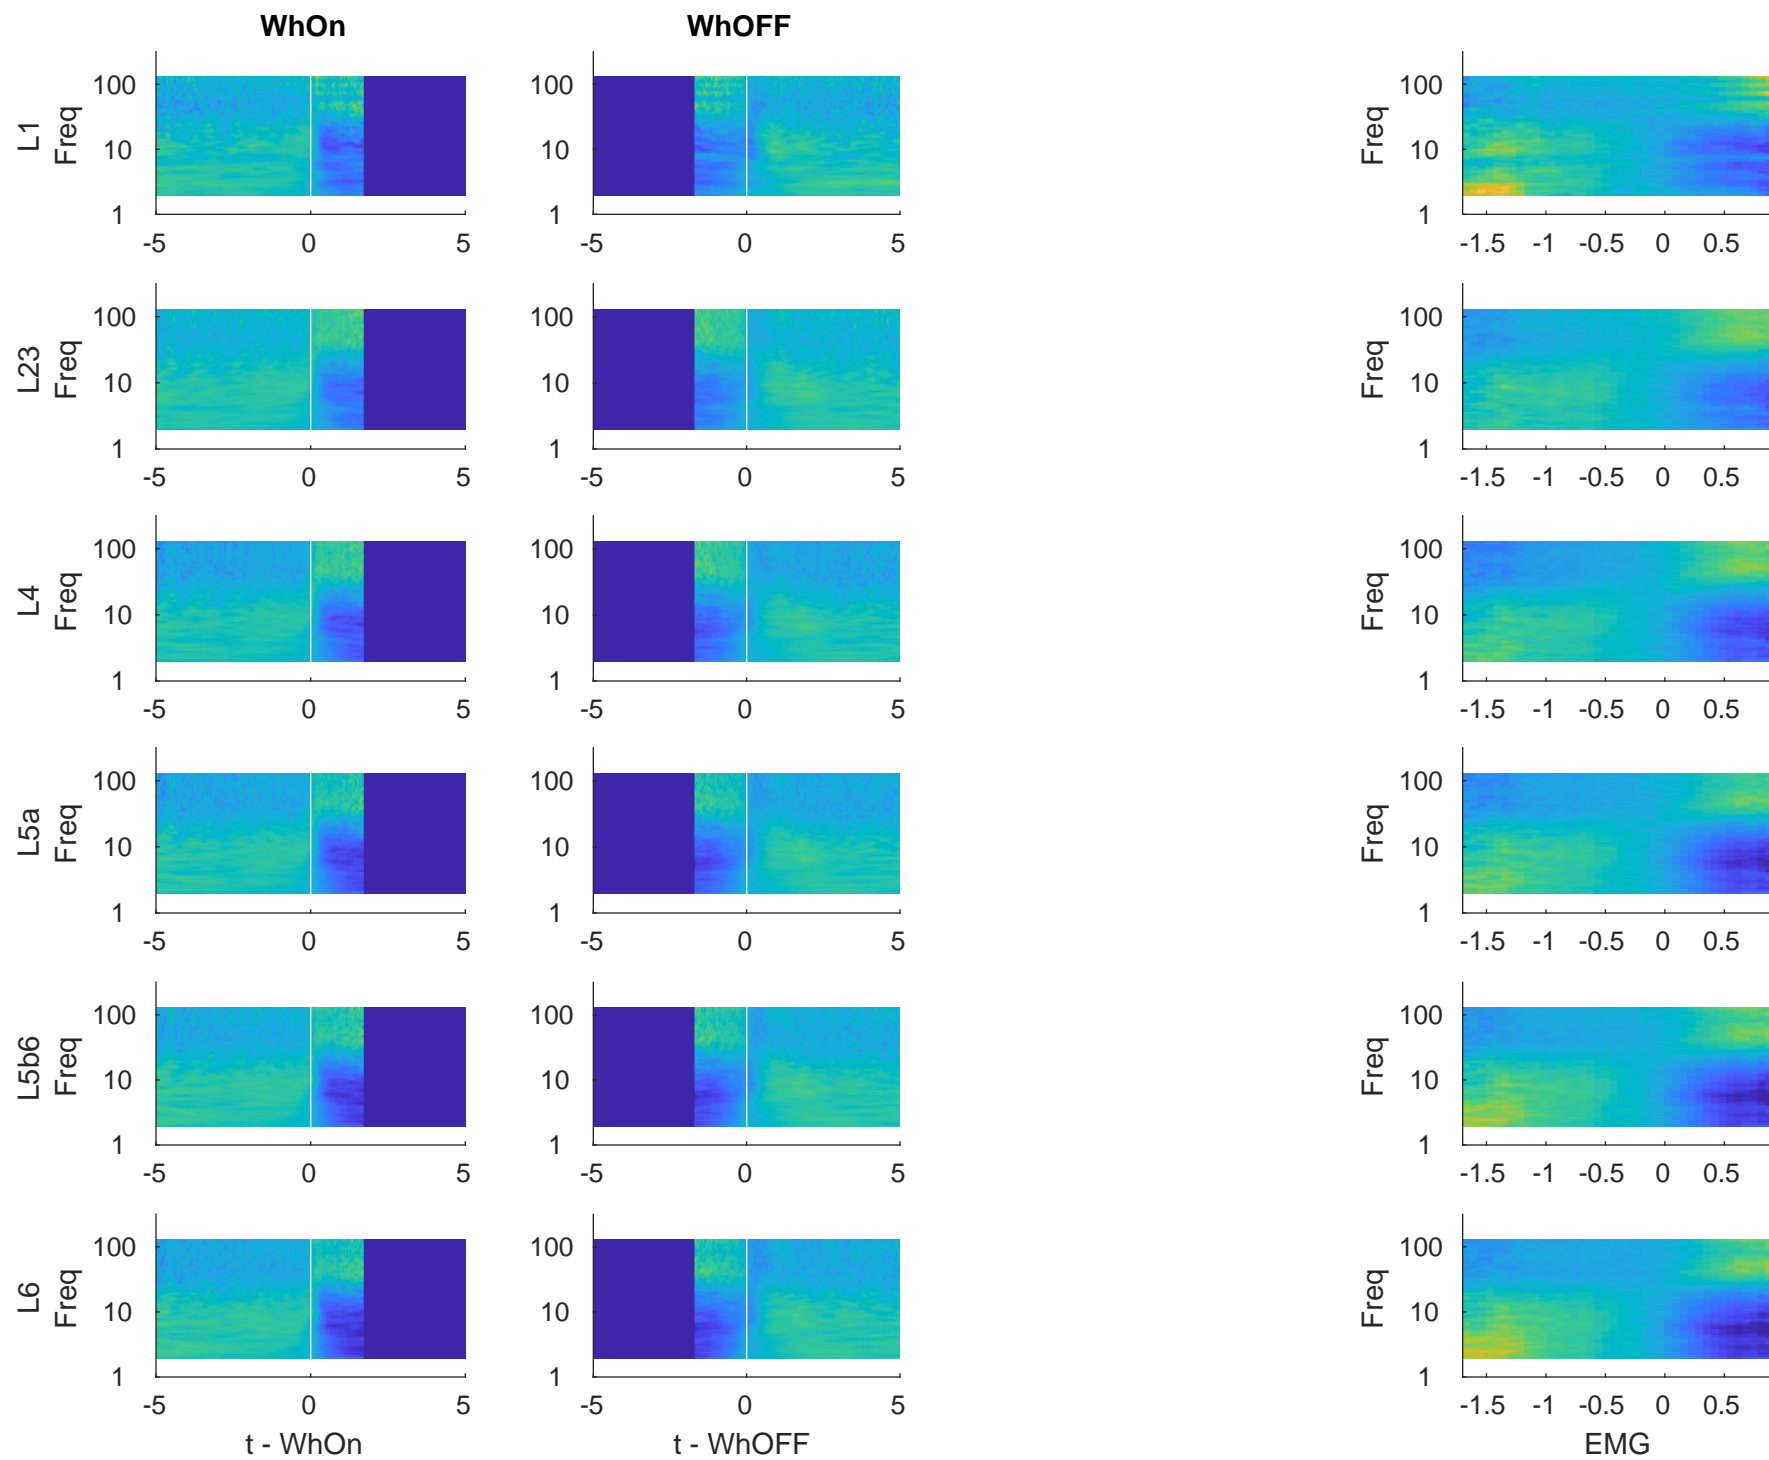 WhOn WhOFF
L1 Freq 100 10 1 100 10 1 Freq 100 10 1
-5 0 5 -5 0 5 -1.5 -1 -0.5 0 0.5
L23 Freq 100 10 1 100 10 1 Freq 100 10 1
-5 0 5 -5 0 5 -1.5 -1 -0.5 0 0.5
L4 Freq 100 10 1 100 10 1 Freq 100 10 1
-5 0 5 -5 0 5 -1.5 -1 -0.5 0 0.5
L5a Freq 100 10 1 100 10 1 Freq 100 10 1
-5 0 5 -5 0 5 -1.5 -1 -0.5 0 0.5
L5b6 Freq 100 10 1 100 10 1 Freq 100 10 1
-5 0 5 -5 0 5 -1.5 -1 -0.5 0 0.5
L6 Freq 100 10 1 100 10 1 Freq 100 10 1
-5 0 5 -5 0 5 -1.5 -1 -0.5 0 0.5
t - WhOn t - WhOFF EMG